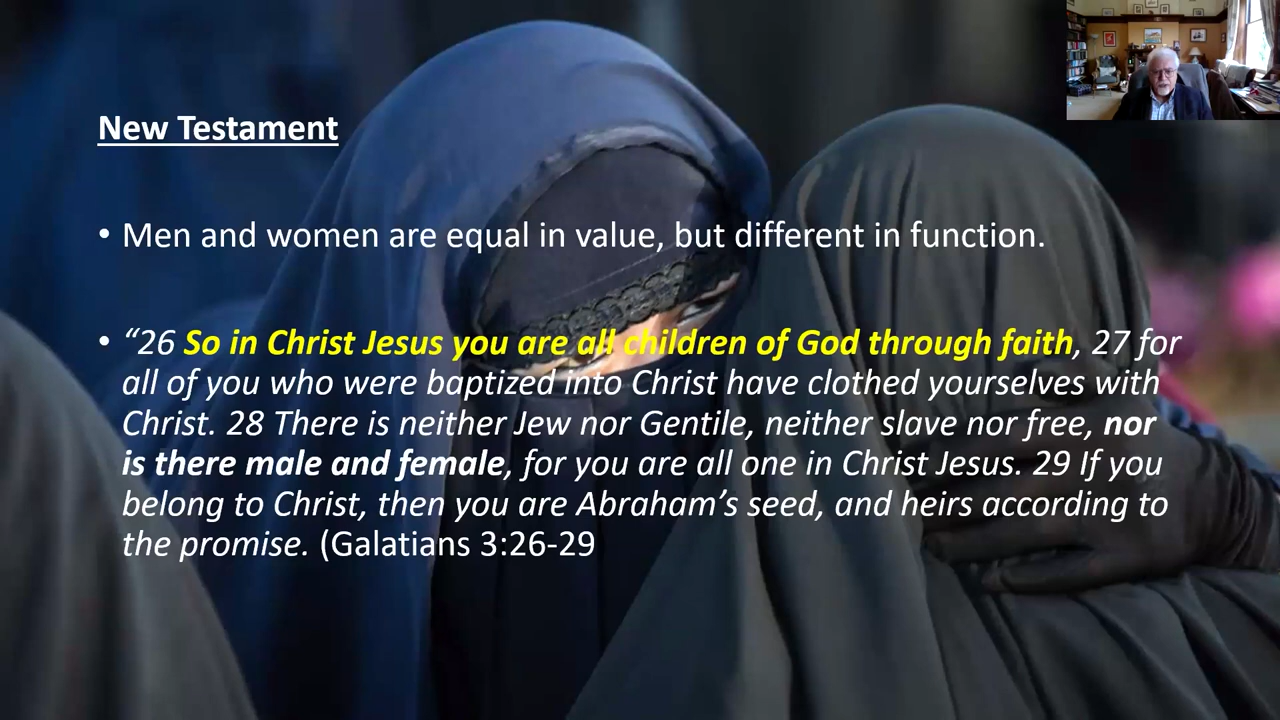 New Testament
• Men and women are equal in value, but different in function.
• “26 So in Christ Jesus you are all children of God through faith, 27 for
all of you who were baptized into Christ have clothed yourselves with
Christ. 28 There is neither Jew nor Gentile, neither slave nor free, nor
is there male and female, for you are all one in Christ Jesus. 29 If you
belong to Christ, then you are Abraham’s seed, and heirs according to
the promise. (Galatians 3:26-29